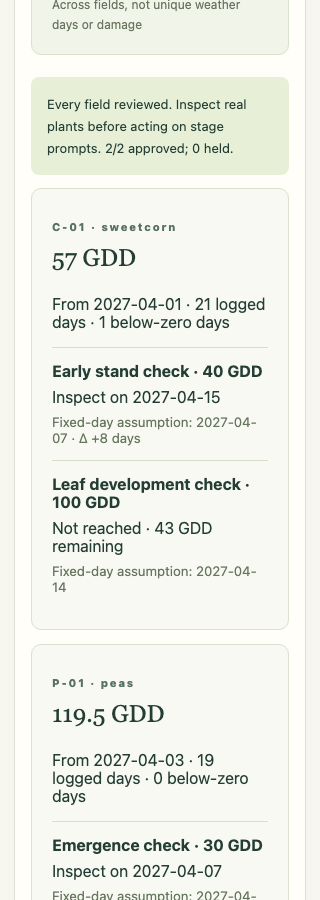 Across fields, not unique weather
days or damage
Every field reviewed. Inspect real
plants before acting on stage
prompts. 2/2 approved; 0 held.
C-01 · sweetcorn
57 GDD
From 2027-04-01 · 21 logged
days · 1 below-zero days
Early stand check · 40 GDD
Inspect on 2027-04-15
Fixed-day assumption: 2027-04-
07 · Δ +8 days
Leaf development check ·
100 GDD
Not reached · 43 GDD
remaining
Fixed-day assumption: 2027-04-
14
P-01 · peas
119.5 GDD
From 2027-04-03 · 19
logged days · 0 below-zero
days
Emergence check · 30 GDD
Inspect on 2027-04-07
Fixed-day assumption: 2027-04-